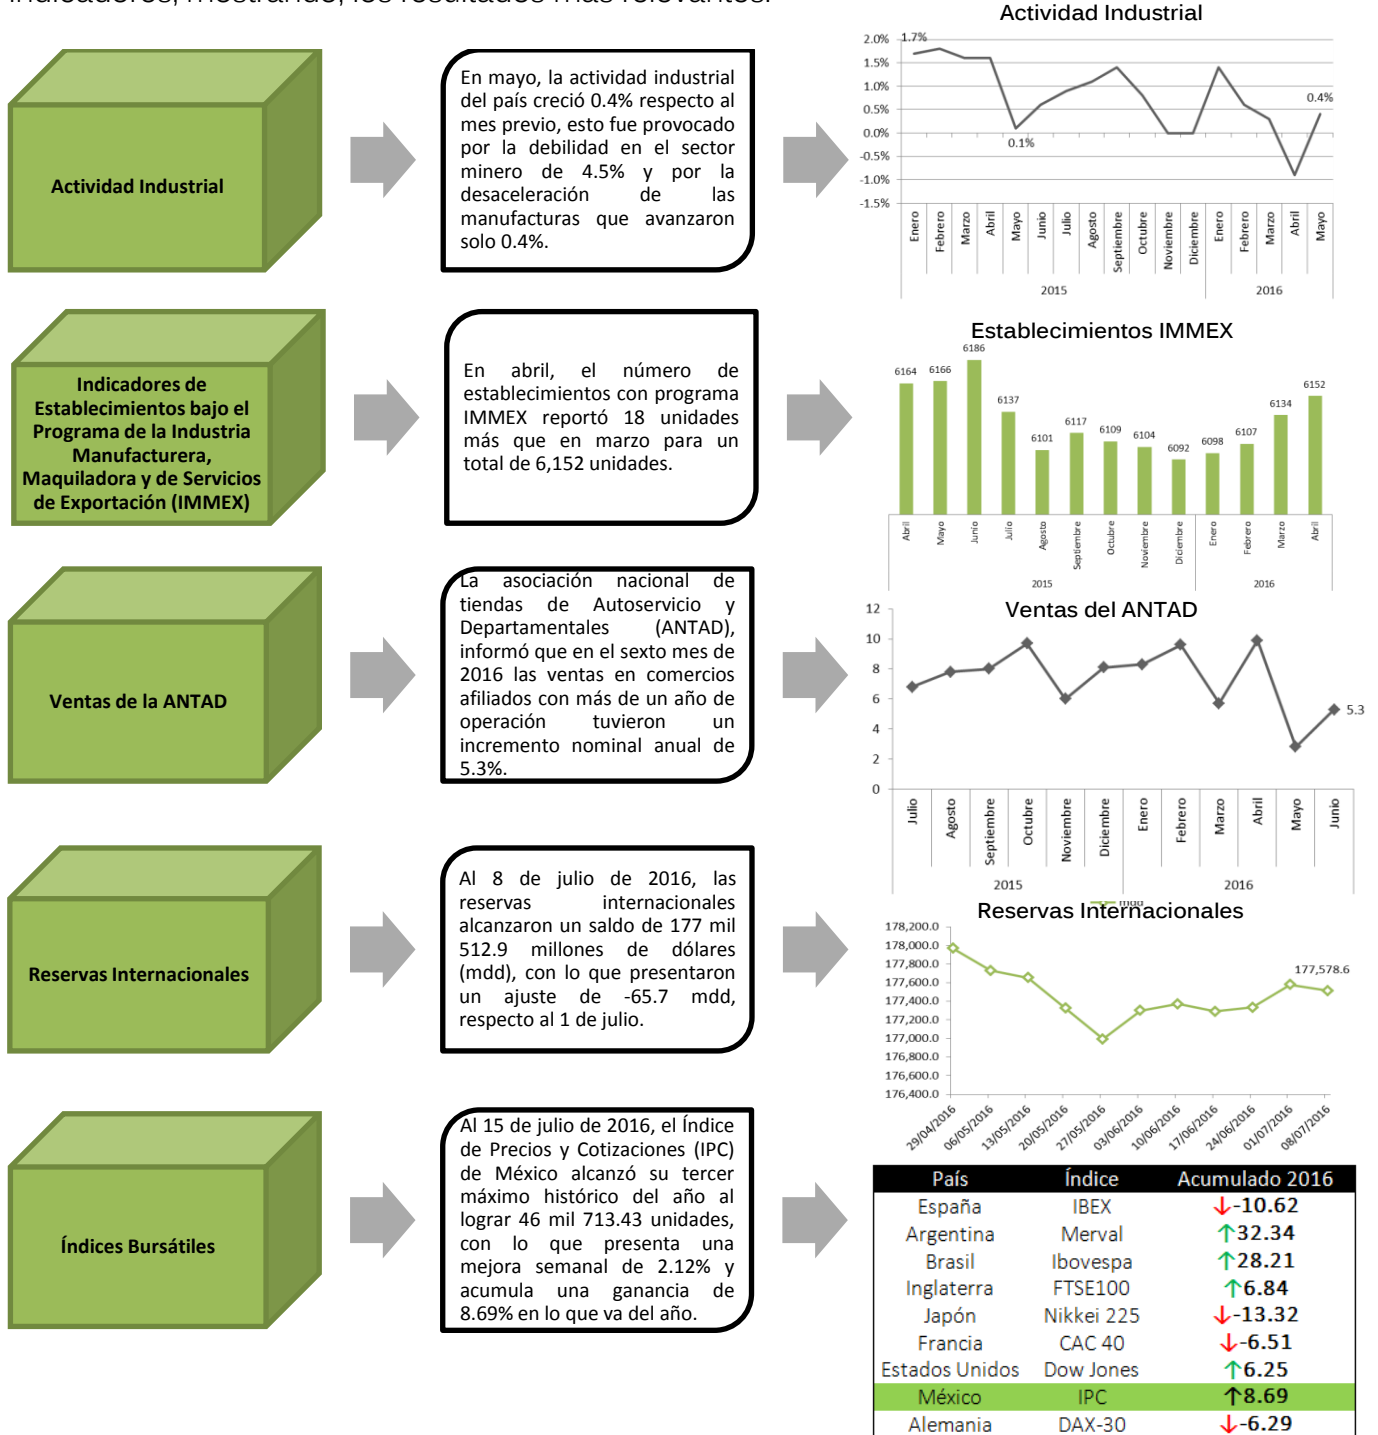 indicadores, mostrando, los resultados más relevantes.
Actividad Industrial
En mayo, la actividad industrial
del país creció 0.4% respecto al
mes previo, esto fue provocado
por la debilidad en el sector
minero de 4.5% y por la
desaceleración de las
manufacturas que avanzaron
solo 0.4%.
Actividad Industrial
2.0%
1.5%
1.0%
0.5%
0.0%
-0.5%
-1.0%
-1.5%
1.7%
0.1%
0.4%
Enero
Febrero
Marzo
Abril
Mayo
Junio
Julio
Agosto
Septiembre
Octubre
Noviembre
Diciembre
Enero
Febrero
Marzo
Abril
Mayo
2015
2016
Indicadores de
Establecimientos bajo el
Programa de la Industria
Manufacturera,
Maquiladora y de Servicios
de Exportación (IMMEX)
En abril, el número de
establecimientos con programa
IMMEX reportó 18 unidades
más que en marzo para un
total de 6,152 unidades.
Establecimientos IMMEX
6164
6166
6186
6137
6101
6117
6109
6104
6092
6098
6107
6134
6152
Abril
Mayo
Junio
Julio
Agosto
Septiembre
Octubre
Noviembre
Diciembre
Enero
Febrero
Marzo
Abril
2015
2016
Ventas de la ANTAD
La asociación nacional de
tiendas de Autoservicio y
Departamentales (ANTAD),
informó que en el sexto mes de
2016 las ventas en comercios
afiliados con más de un año de
operación tuvieron un
incremento nominal anual de
5.3%.
Ventas del ANTAD
12
10
8
6
4
2
0
5.3
Julio
Agosto
Septiembre
Octubre
Noviembre
Diciembre
Enero
Febrero
Marzo
Abril
Mayo
Junio
2015
2016
Reservas Internacionales
Al 8 de julio de 2016, las
reservas internacionales
alcanzaron un saldo de 177 mil
512.9 millones de dólares
(mdd), con lo que presentaron
un ajuste de -65.7 mdd,
respecto al 1 de julio.
mdd
Reservas Internacionales
178,200.0
178,000.0
177,800.0
177,600.0
177,400.0
177,200.0
177,000.0
176,800.0
176,600.0
176,400.0
177,578.6
29/04/2016
06/05/2016
13/05/2016
20/05/2016
27/05/2016
03/06/2016
10/06/2016
17/06/2016
24/06/2016
01/07/2016
08/07/2016
Índices Bursátiles
Al 15 de julio de 2016, el Índice
de Precios y Cotizaciones (IPC)
de México alcanzó su tercer
máximo histórico del año al
lograr 46 mil 713.43 unidades,
con lo que presenta una
mejora semanal de 2.12% y
acumula una ganancia de
8.69% en lo que va del año.
País Índice Acumulado 2016
España IBEX ↓-10.62
Argentina Merval ↑32.34
Brasil Ibovespa ↑28.21
Inglaterra FTSE100 ↑6.84
Japón Nikkei 225 ↓-13.32
Francia CAC 40 ↓-6.51
Estados Unidos Dow Jones ↑6.25
México IPC ↑8.69
Alemania DAX-30 ↓-6.29